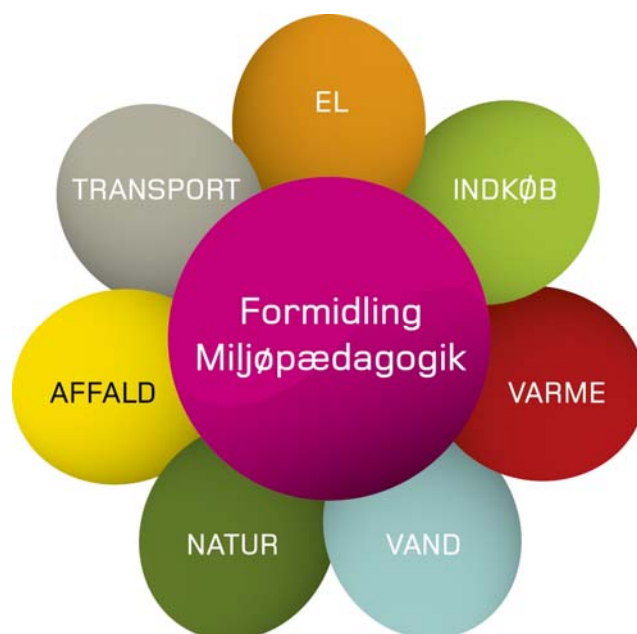 EL
INDKØB
VARME
VAND
NATUR
AFFALD
TRANSPORT
Formidling
Miljøpædagogik